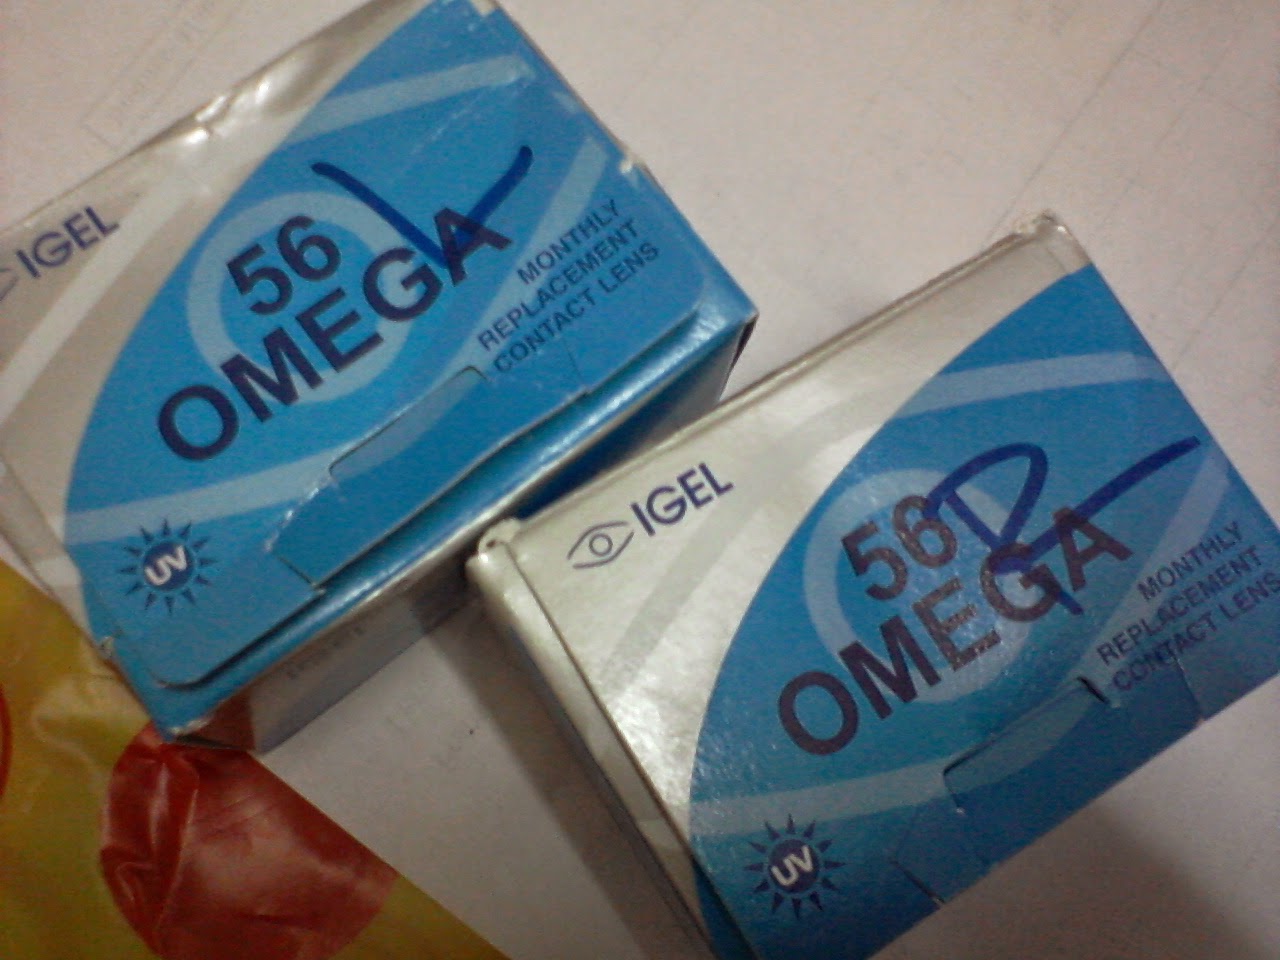 IGEL
56
OMEGA
L
MONTHLY
REPLACEMENT
CONTACT LENS
UV
IGEL
56
OMEGA
R
MONTHLY
REPLACEMENT
CONTACT LENS
UV